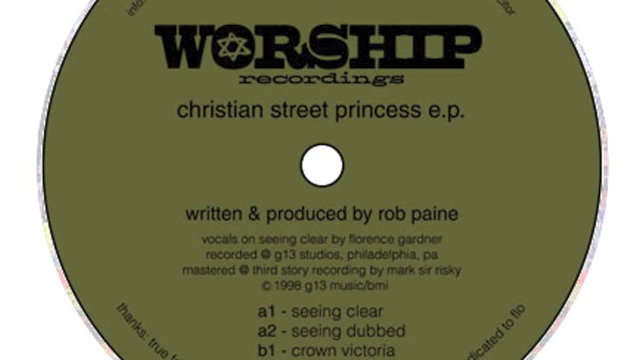 info:
WORSHIP
recordings
christian street princess e.p.
written & produced by rob paine
vocals on seeing clear by florence gardner
recorded @ g13 studios, philadelphia, pa
mastered @ third story recording by mark sir risky
© 1998 g13 music/bmi
a1 - seeing clear
a2 - seeing dubbed
b1 - crown victoria
thanks: true
to flo